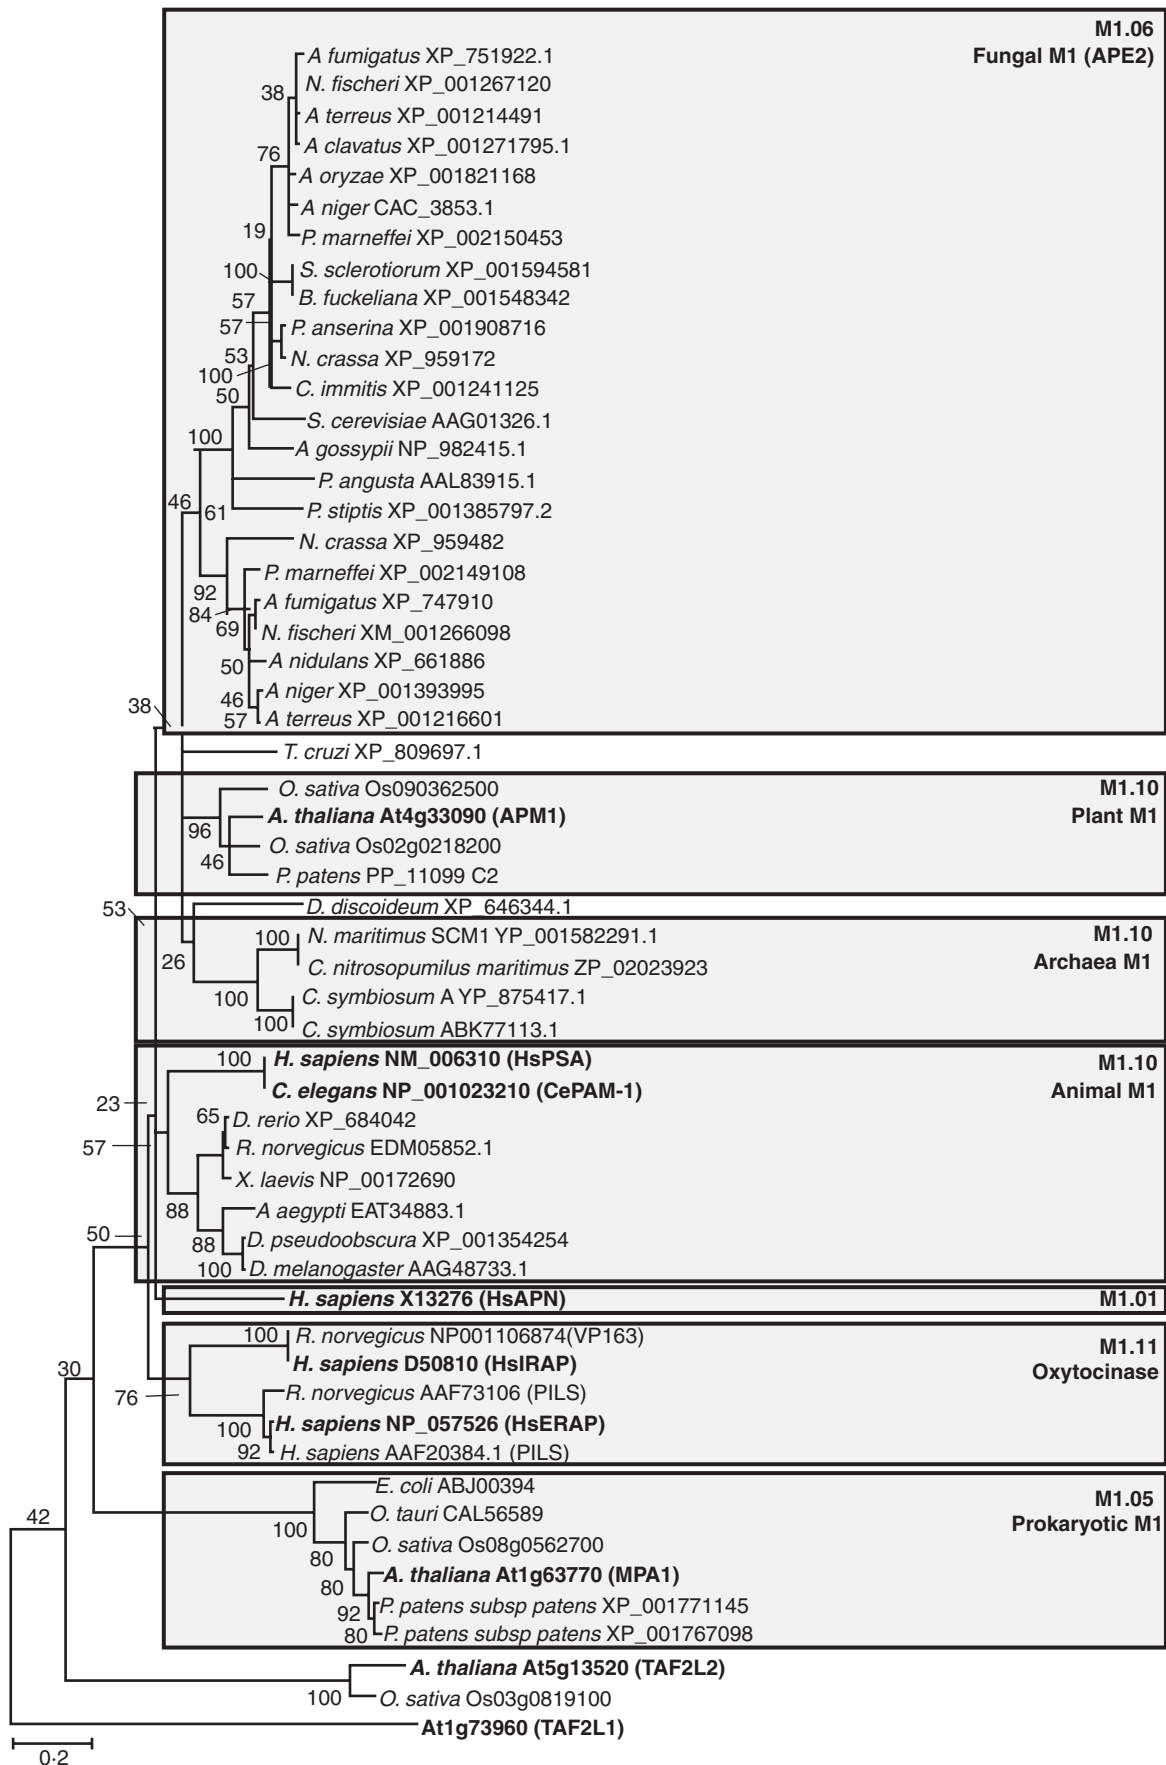 M1.06
Fungal M1 (APE2)
A fumigatus XP_751922.1
N. fischeri XP_001267120
38
A terreus XP_001214491
A clavatus XP_001271795.1
76
A oryzae XP_001821168
A niger CAC_3853.1
19
P. marneffei XP_002150453
100
S. sclerotiorum XP_001594581
57
B. fuckeliana XP_001548342
57
P. anserina XP_001908716
53
N. crassa XP_959172
100
50
C. immitis XP_001241125
S. cerevisiae AAG01326.1
100
A gossypii NP_982415.1
P. angusta AAL83915.1
46
61
P. stiptis XP_001385797.2
N. crassa XP_959482
P. marneffei XP_002149108
92
A fumigatus XP_747910
84
69
N. fischeri XM_001266098
50
A nidulans XP_661886
46
A niger XP_001393995
38
57
A terreus XP_001216601
T. cruzi XP_809697.1
M1.10
Plant M1
O. sativa Os090362500
A. thaliana At4g33090 (APM1)
96
O. sativa Os02g0218200
46
P. patens PP_11099 C2
53
D. discoideum XP_646344.1
M1.10
Archaea M1
100
N. maritimus SCM1 YP_001582291.1
26
C. nitrosopumilus maritimus ZP_02023923
100
C. symbiosum A YP_875417.1
100
C. symbiosum ABK77113.1
M1.10
Animal M1
100
H. sapiens NM_006310 (HsPSA)
C. elegans NP_001023210 (CePAM-1)
23
65
D. rerio XP_684042
57
R. norvegicus EDM05852.1
X. laevis NP_00172690
88
A aegypti EAT34883.1
50
88
D. pseudoobscura XP_001354254
100
D. melanogaster AAG48733.1
H. sapiens X13276 (HsAPN)
M1.01
M1.11
Oxytocinase
100
R. norvegicus NP001106874(VP163)
30
H. sapiens D50810 (HsIRAP)
76
R. norvegicus AAF73106 (PILS)
100
H. sapiens NP_057526 (HsERAP)
92
H. sapiens AAF20384.1 (PILS)
M1.05
Prokaryotic M1
E. coli ABJ00394
42
100
O. tauri CAL56589
80
O. sativa Os08g0562700
80
A. thaliana At1g63770 (MPA1)
92
P. patens subsp patens XP_001771145
80
P. patens subsp patens XP_001767098
A. thaliana At5g13520 (TAF2L2)
100
O. sativa Os03g0819100
At1g73960 (TAF2L1)
0·2